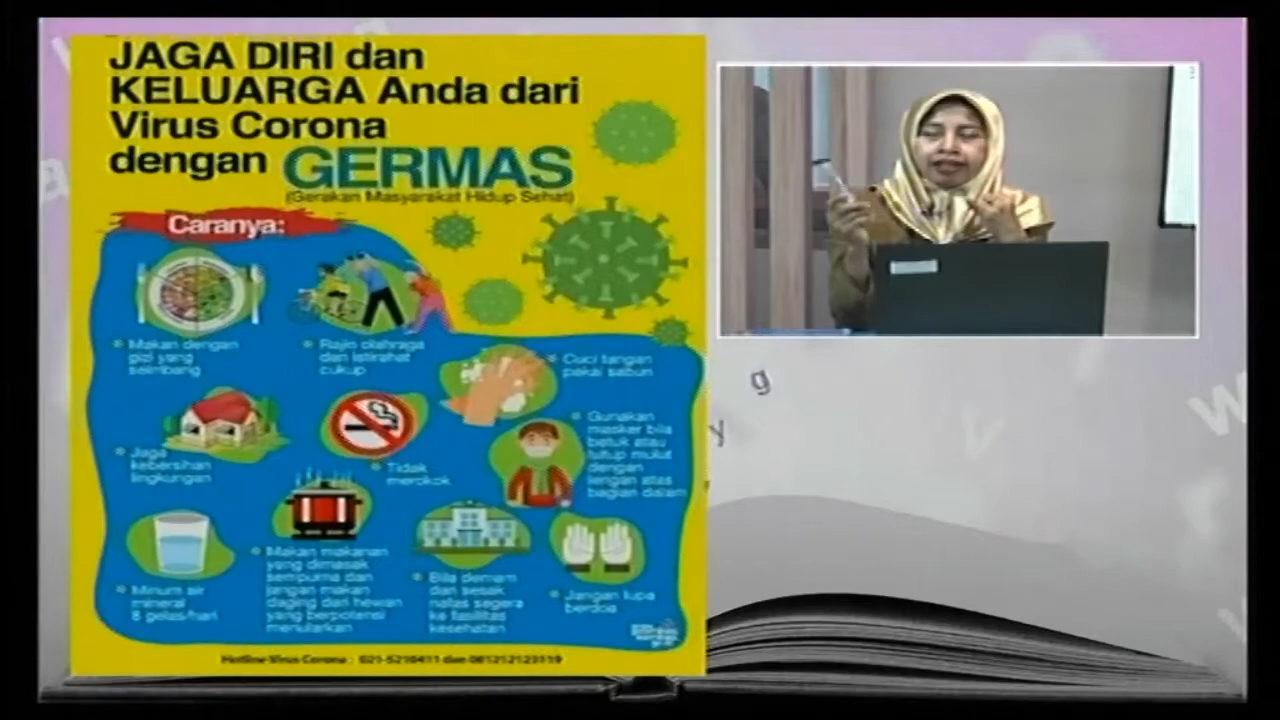 JAGA DIRI dan
KELUARGA Anda dari
Virus Corona
dengan GERMAS
(Gerakan Masyarakat Hidup Sehat)
Caranya:
Makan dengan
gizi yang
seimbang
Rajin olahraga
dan istirahat
cukup
Cuci tangan
pakai sabun
Jaga
kebersihan
lingkungan
Tidak
merokok
Gunakan
masker bila
batuk atau
tutup mulut
dengan
lengan atas
bagian dalam
Minum air
mineral
8 gelas/hari
Makan makanan
yang dimasak
sempurna dan
jangan makan
daging dari hewan
yang berpotensi
menularkan
Bila demam
dan sesak
nafas segera
ke fasilitas
kesehatan
Jangan lupa
berdoa
Hotline Virus Corona : 021-5210411 dan 081212123119
g
y
v
w